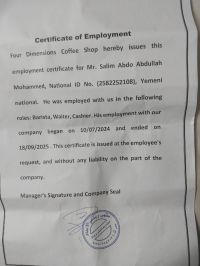 Certificate of Employment
Four Dimensions Coffee Shop hereby issues this
employment certificate for Mr. Salim Abdo Abdullah
Mohammed, National ID No. (2582252108), Yemeni
national. He was employed with us in the following
roles: Barista, Waiter, Cashier. His employment with our
company began on 10/07/2024 and ended on
18/09/2025. This certificate is issued at the employee's
request, and without any liability on the part of the
company.
Manager's Signature and Company Seal